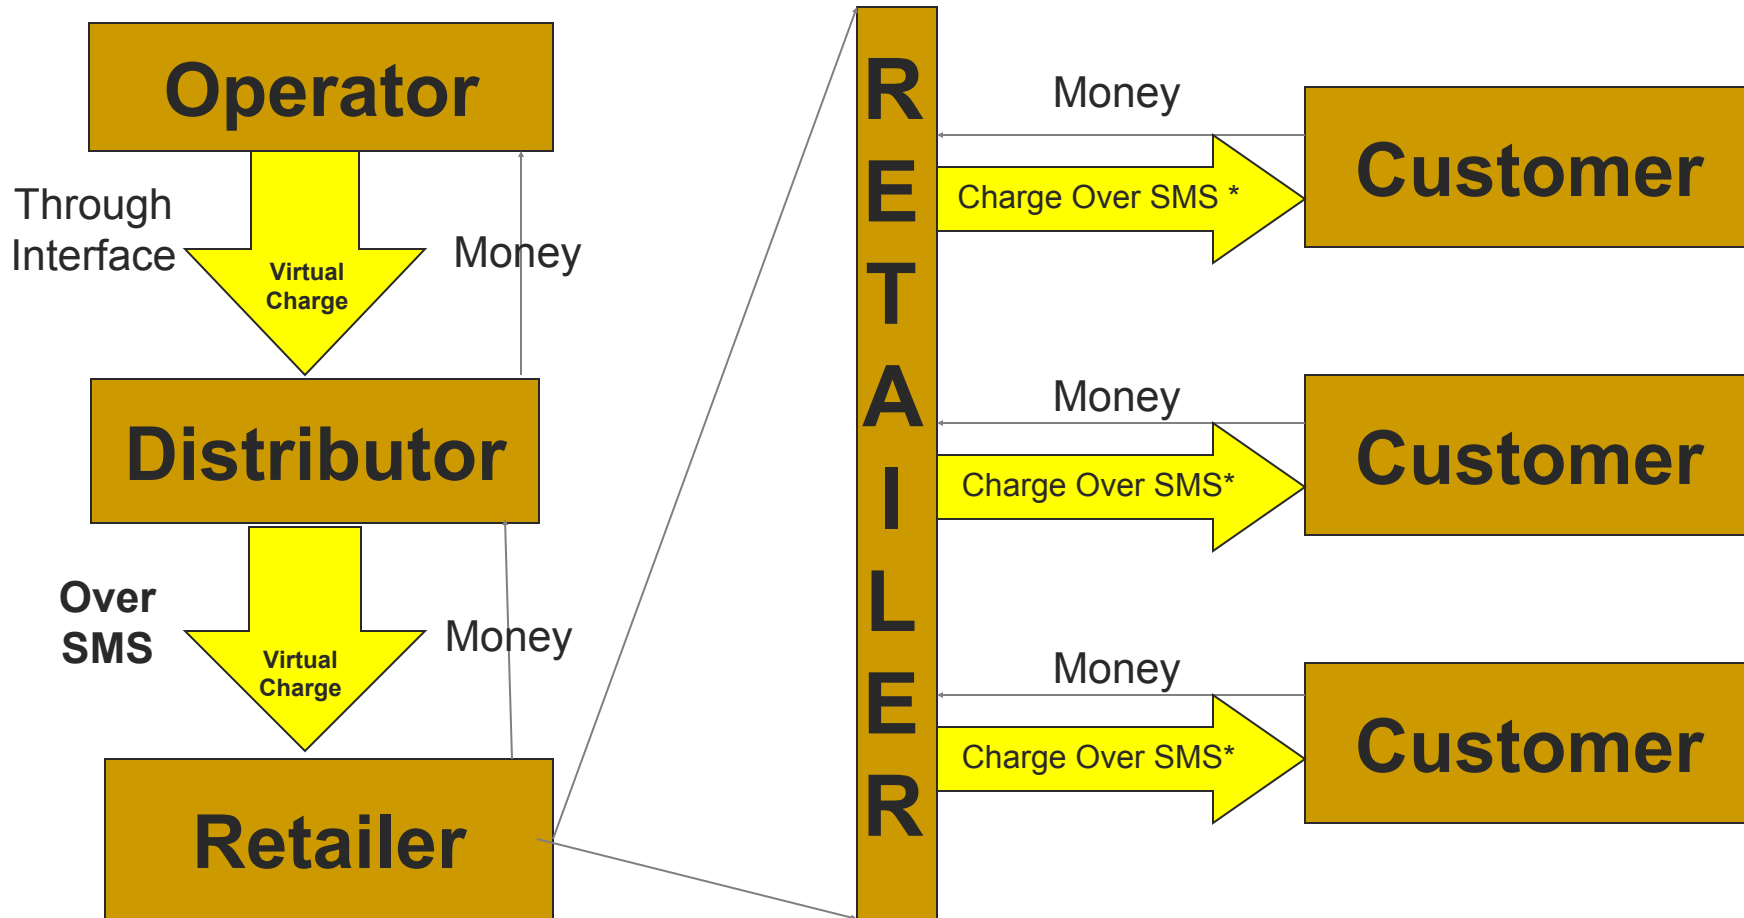 Operator
Through
Interface
Virtual
Charge
Money
Distributor
Over
SMS
Virtual
Charge
Money
Retailer
RETAILER
Money
Charge Over SMS *
Customer
Money
Charge Over SMS*
Customer
Money
Charge Over SMS*
Customer